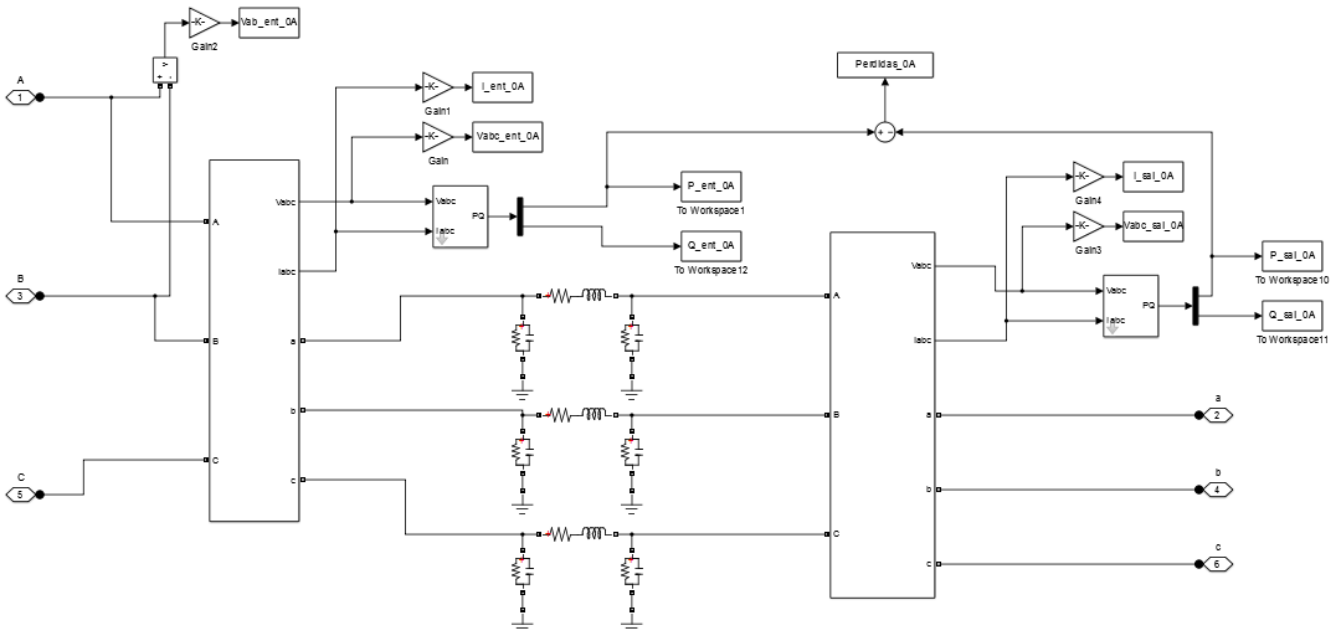 -K-
Vab_ent_0A
Gain2
v
+ -
A
1
-K-
I_ent_0A
Gain1
-K-
Vabc_ent_0A
Gain
Perdidas_0A
+ -
A
B
C
Vabc
Iabc
a
b
c
Vabc
Iabc
PQ
P_ent_0A
To Workspace1
Q_ent_0A
To Workspace12
B
3
C
5
A
B
C
Vabc
Iabc
a
b
c
-K-
I_sal_0A
Gain4
-K-
Vabc_sal_0A
Gain3
Vabc
Iabc
PQ
P_sal_0A
To Workspace10
Q_sal_0A
To Workspace11
a
2
b
4
c
6